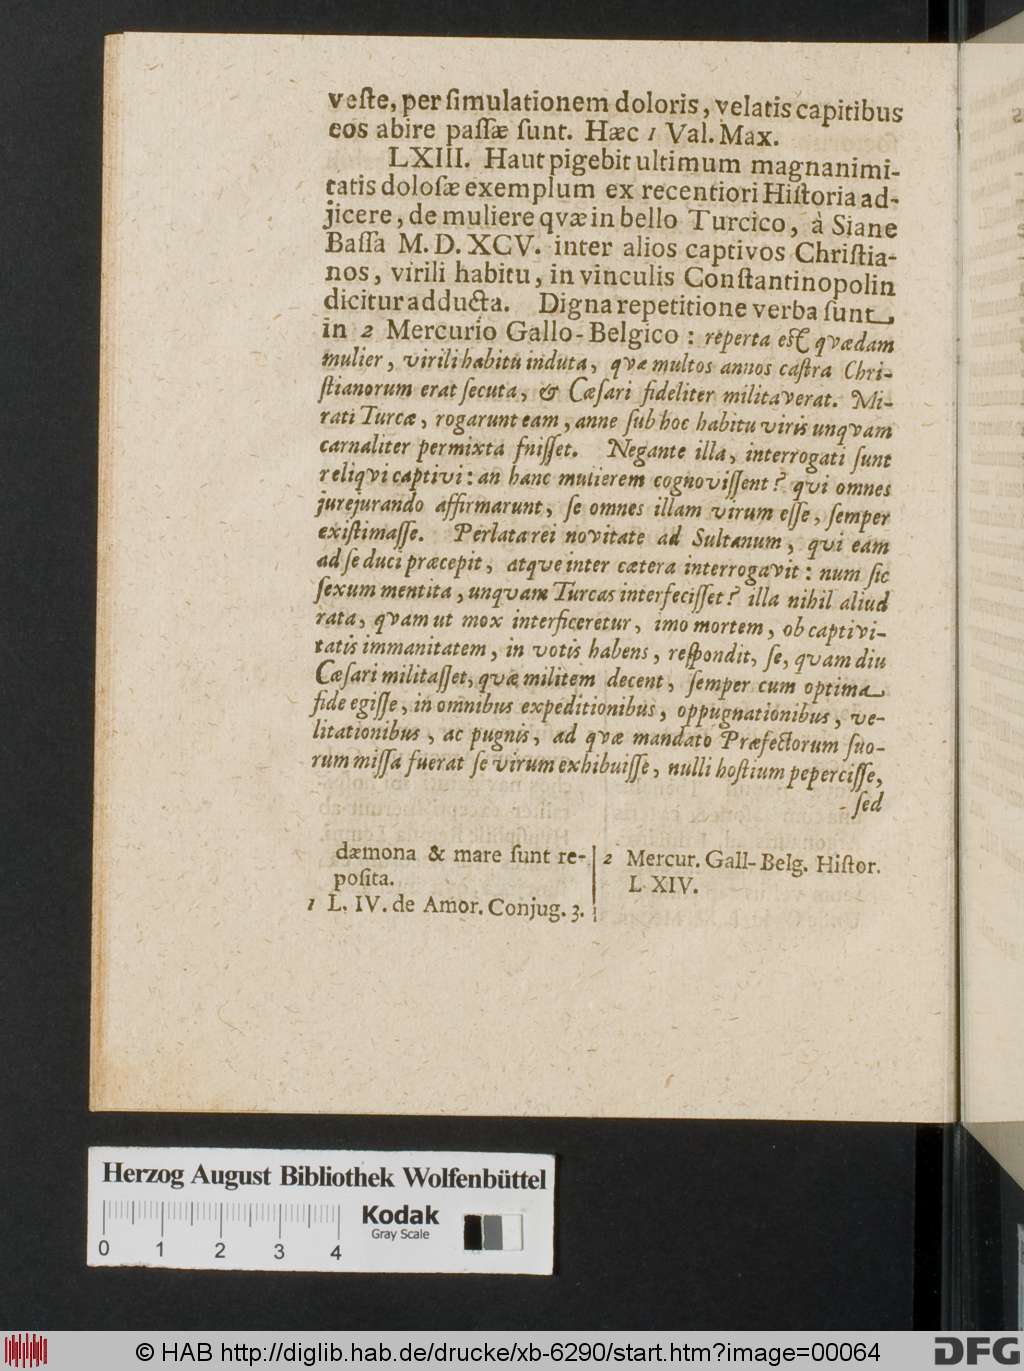 veſte, per ſimulationem doloris, velatis capitibus
eos abire paſſæ ſunt. Hæc 1 Val. Max.
LXIII. Haut pigebit ultimum magnanimi-
tatis doloſæ exemplum ex recentiori Hiſtoria ad-
jicere, de muliere qvæ in bello Turcico, à Siane
Baſſa M. D. XCV. inter alios captivos Chriſtia-
nos, virili habitu, in vinculis Conſtantinopolin
dicitur adducta. Digna repetitione verba ſunt
in 2 Mercurio Gallo-Belgico: reperta eſt qvædam
mulier, virili habitu induta, qvæ multos annos caſtra Chri-
ſtianorum erat ſecuta, & Cæſari fideliter militaverat. Mi-
rati Turcæ, rogarunt eam, anne ſub hoc habitu viris unqvam
carnaliter permixta fniſſet. Negante illa, interrogati ſunt
reliqvi captivi: an hanc mulierem cognoviſſent? qvi omnes
jurejurando affirmarunt, ſe omnes illam virum eſſe, ſemper
exiſtimaſſe. Perlata rei novitate ad Sultanum, qvi eam
ad ſe duci præcepit, atque inter cætera interrogavit: num ſic
ſexum mentita, unquam Turcas interfeciſſet? illa nihil aliud
rata, qvam ut mox interficeretur, imo mortem, ob captivi-
tatis immanitatem, in votis habens, reſpondit, ſe, quam diu
Cæſari militaſſet, quæ militem decent, ſemper cum optima
fide egiſſe, in omnibus expeditionibus, oppugnationibus, ve-
litationibus, ac pugnis, ad qvæ mandato Præfectorum ſuo-
rum miſſa fuerat ſe virum exhibuiſſe, nulli hoſtium peperciſſe,
ſed
dæmona & mare ſunt re-
poſita.
1 L. IV. de Amor. Conjug. 3.
2 Mercur. Gall-Belg. Hiſtor.
L XIV.
Herzog August Bibliothek Wolfenbüttel
Kodak
Gray Scale
0 1 2 3 4
© HAB http://diglib.hab.de/drucke/xb-6290/start.htm?image=00064
DFG